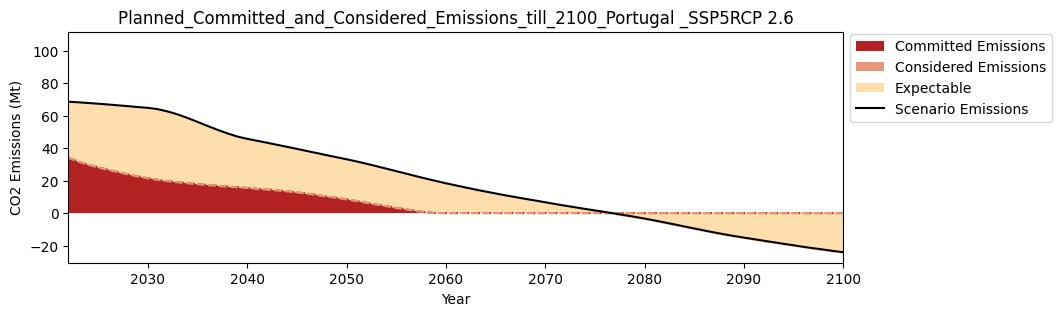 Planned_Committed_and_Considered_Emissions_till_2100_Portugal _SSP5RCP 2.6
CO2 Emissions (Mt)
100
80
60
40
20
0
−20
2030
2040
2050
2060
2070
2080
2090
2100
Year
Committed Emissions
Considered Emissions
Expectable
Scenario Emissions